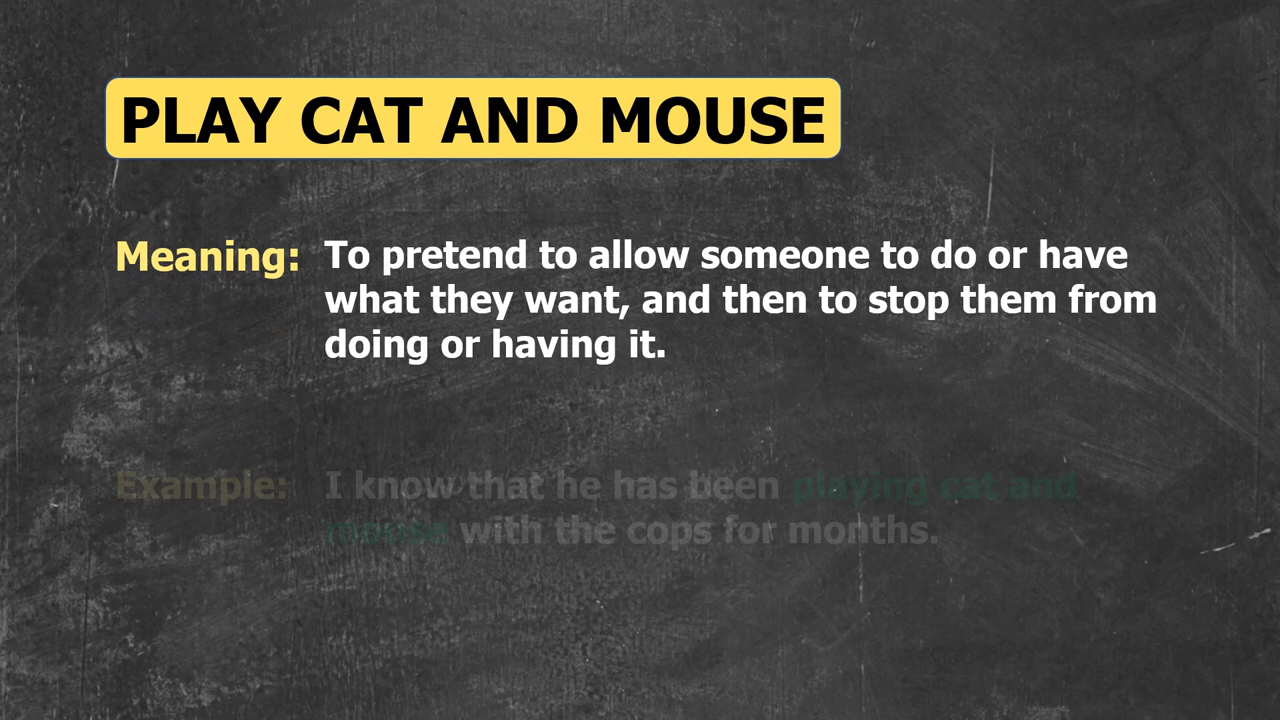 PLAY CAT AND MOUSE
Meaning: To pretend to allow someone to do or have
what they want, and then to stop them from
doing or having it.
Example: I know that he has been playing cat and
mouse with the cops for months.